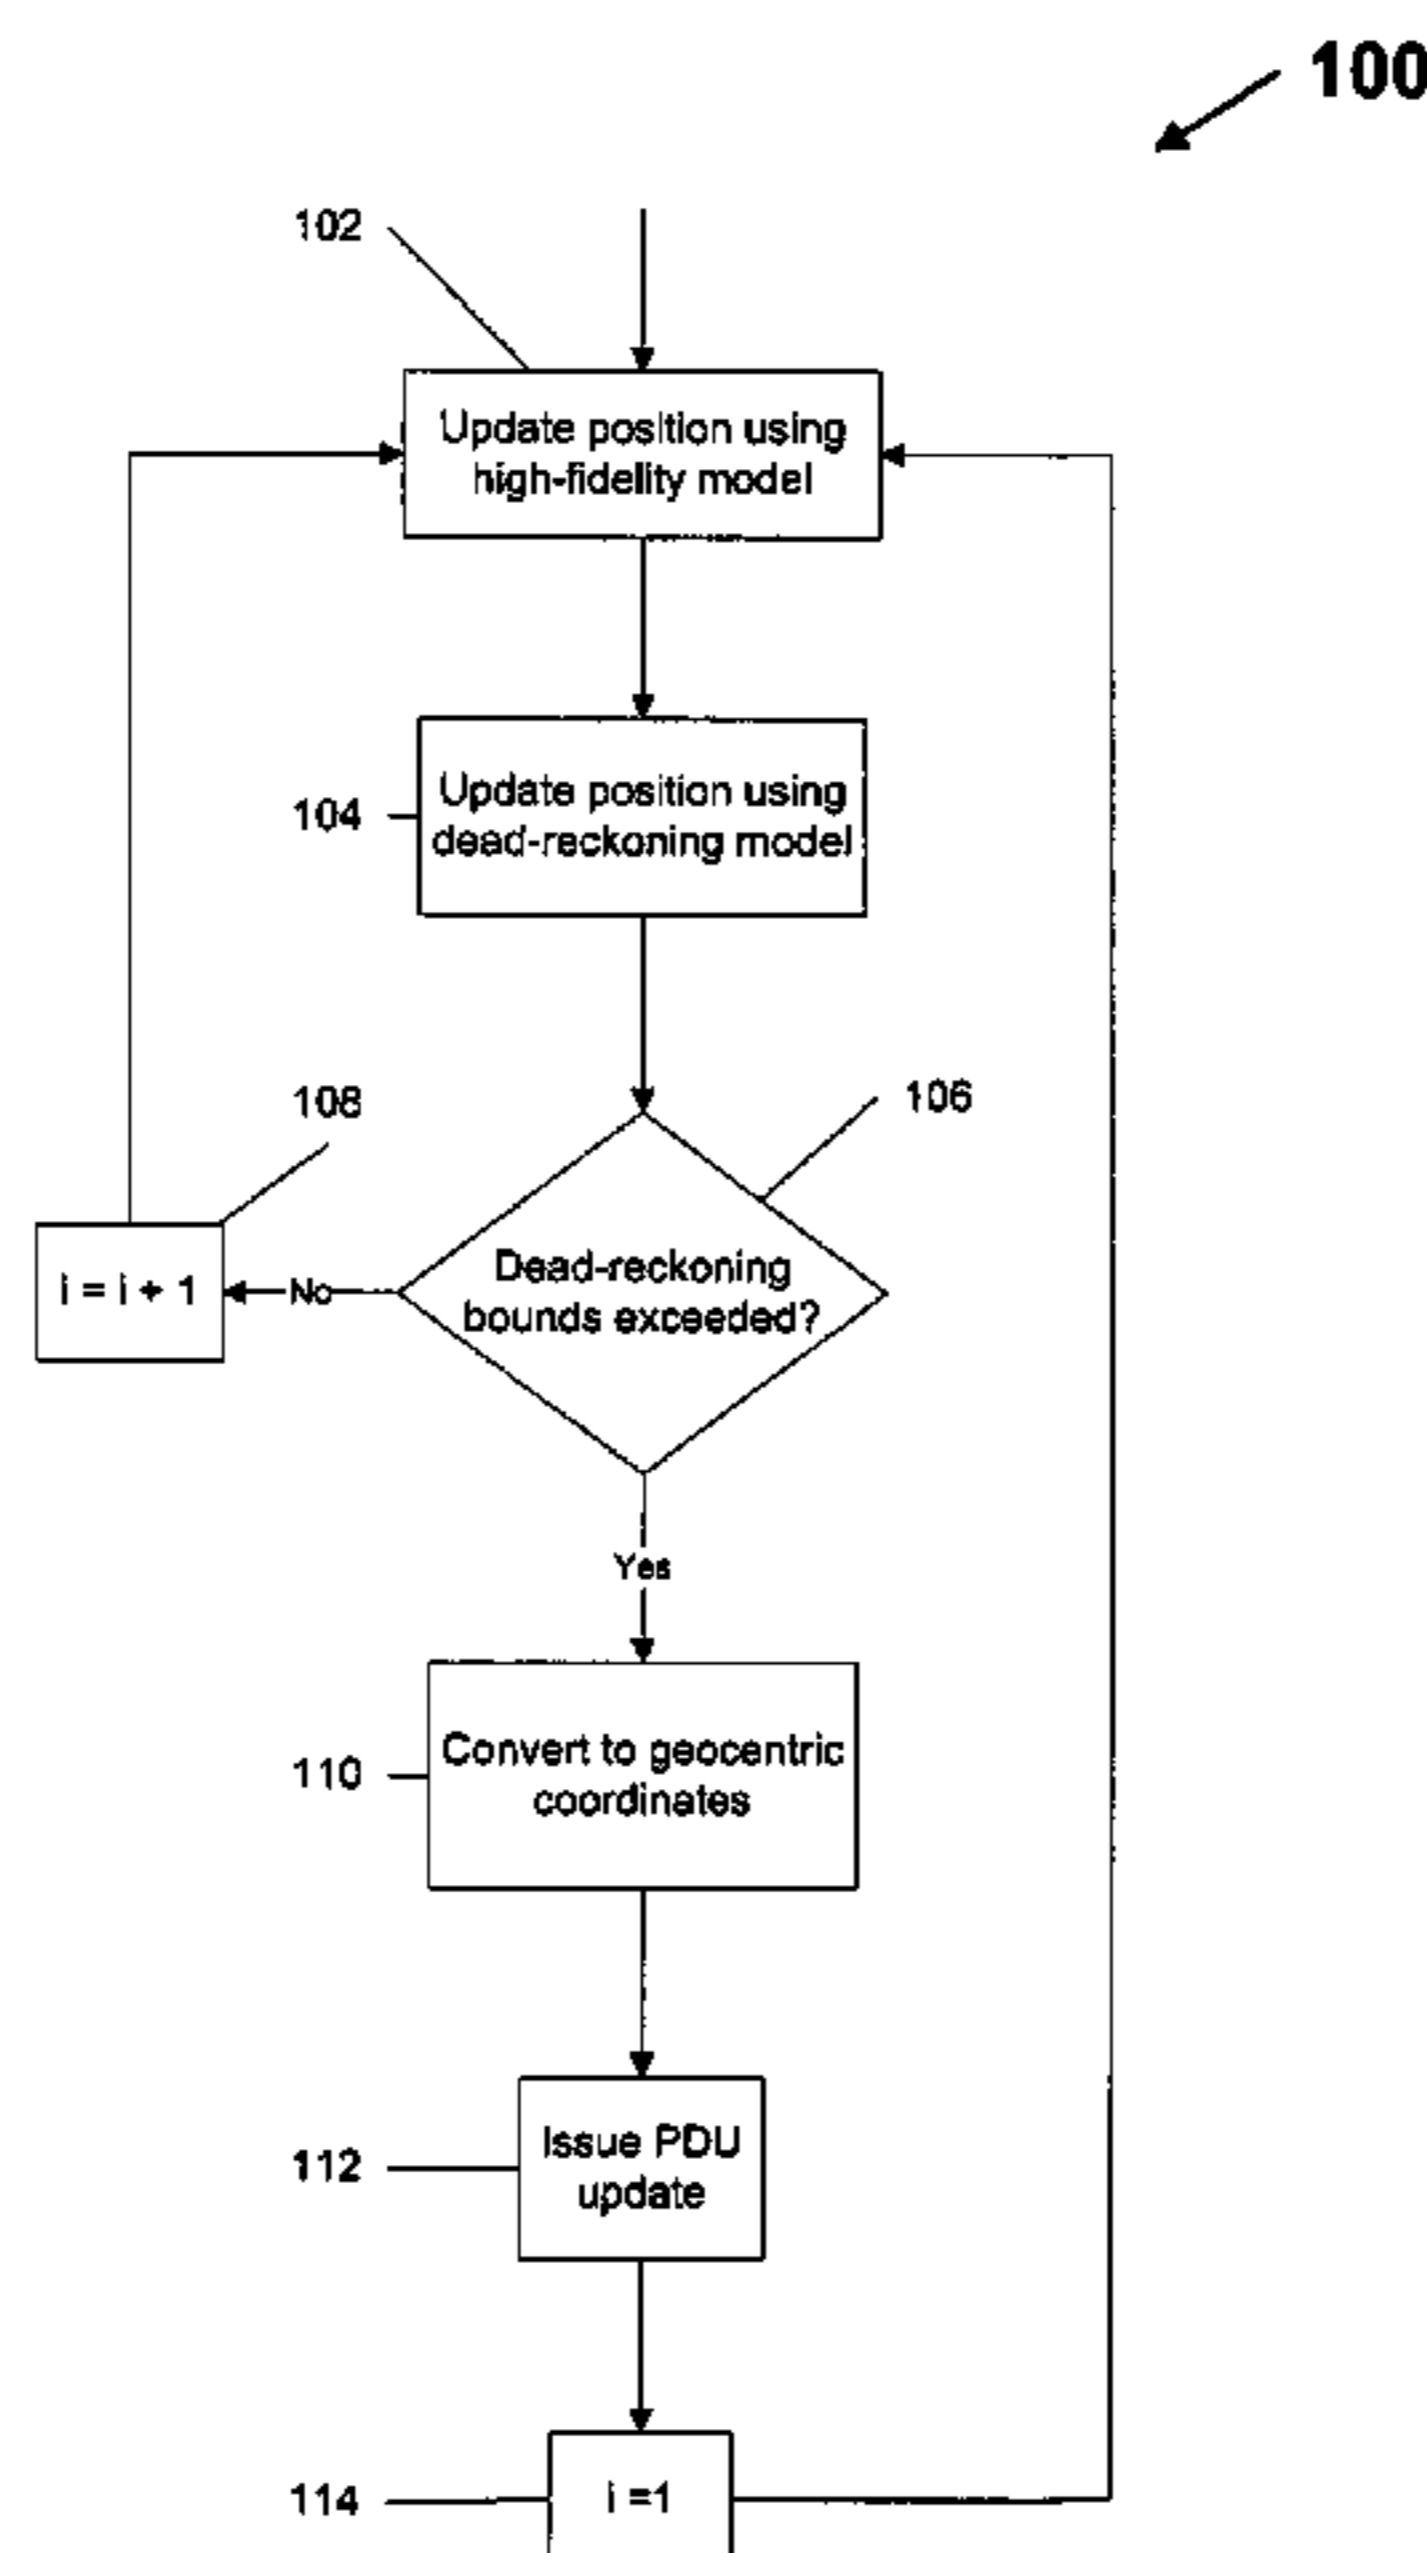 100
102
Update position using
high-fidelity model
104
Update position using
dead-reckoning model
108
106
i = i + 1
No
Dead-reckoning
bounds exceeded?
Yes
110
Convert to geocentric
coordinates
112
Issue PDU
update
114
i =1